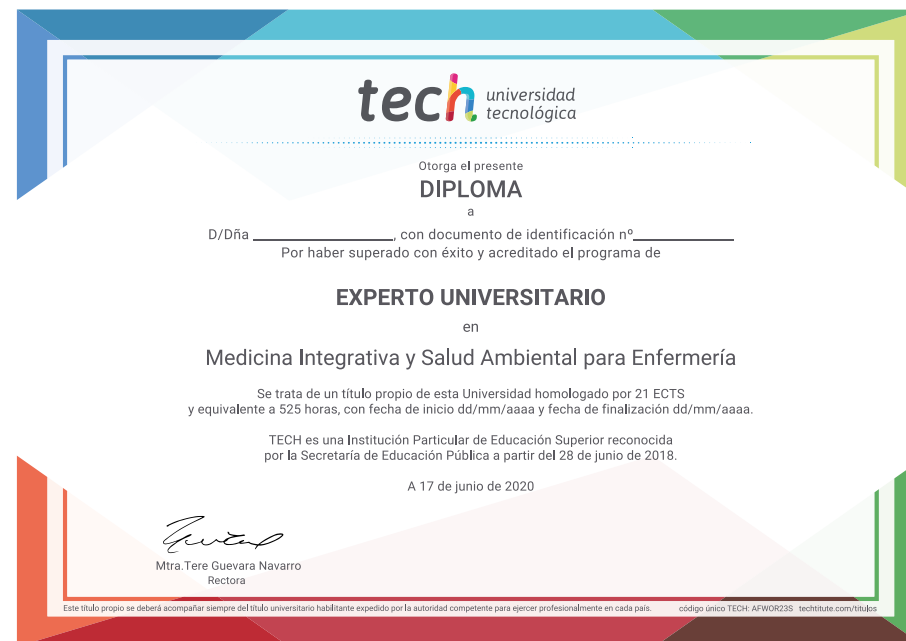 tech universidad
tecnológica
Otorga el presente
DIPLOMA
a
D/Dña ____________, con documento de identificación nº____________
Por haber superado con éxito y acreditado el programa de
EXPERTO UNIVERSITARIO
en
Medicina Integrativa y Salud Ambiental para Enfermería
Se trata de un título propio de esta Universidad homologado por 21 ECTS
y equivalente a 525 horas, con fecha de inicio dd/mm/aaaa y fecha de finalización dd/mm/aaaa.
TECH es una Institución Particular de Educación Superior reconocida
por la Secretaría de Educación Pública a partir del 28 de junio de 2018.
A 17 de junio de 2020
Mtra.Tere Guevara Navarro
Rectora
Este título propio se deberá acompañar siempre del título universitario habilitante expedido por la autoridad competente para ejercer profesionalmente en cada país. código único TECH: AFWOR23S techtitute.com/titulos